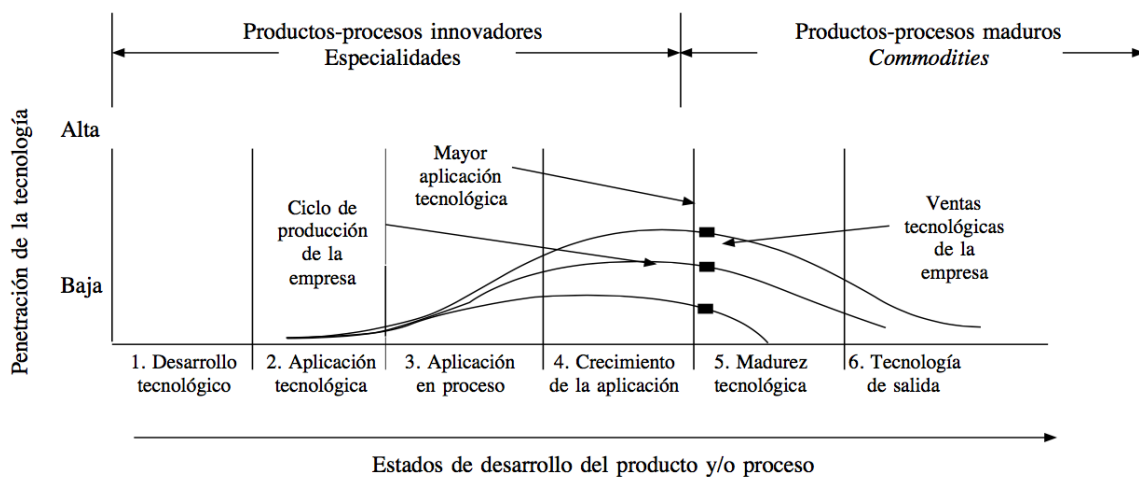 Productos-procesos innovadores
Especialidades
Productos-procesos maduros
Commodities
Penetración de la tecnología
Alta
Baja
Mayor
aplicación
tecnológica
Ciclo de
producción
de la
empresa
Ventas
tecnológicas
de la
empresa
1. Desarrollo
tecnológico
2. Aplicación
tecnológica
3. Aplicación
en proceso
4. Crecimiento
de la aplicación
5. Madurez
tecnológica
6. Tecnología
de salida
Estados de desarrollo del producto y/o proceso